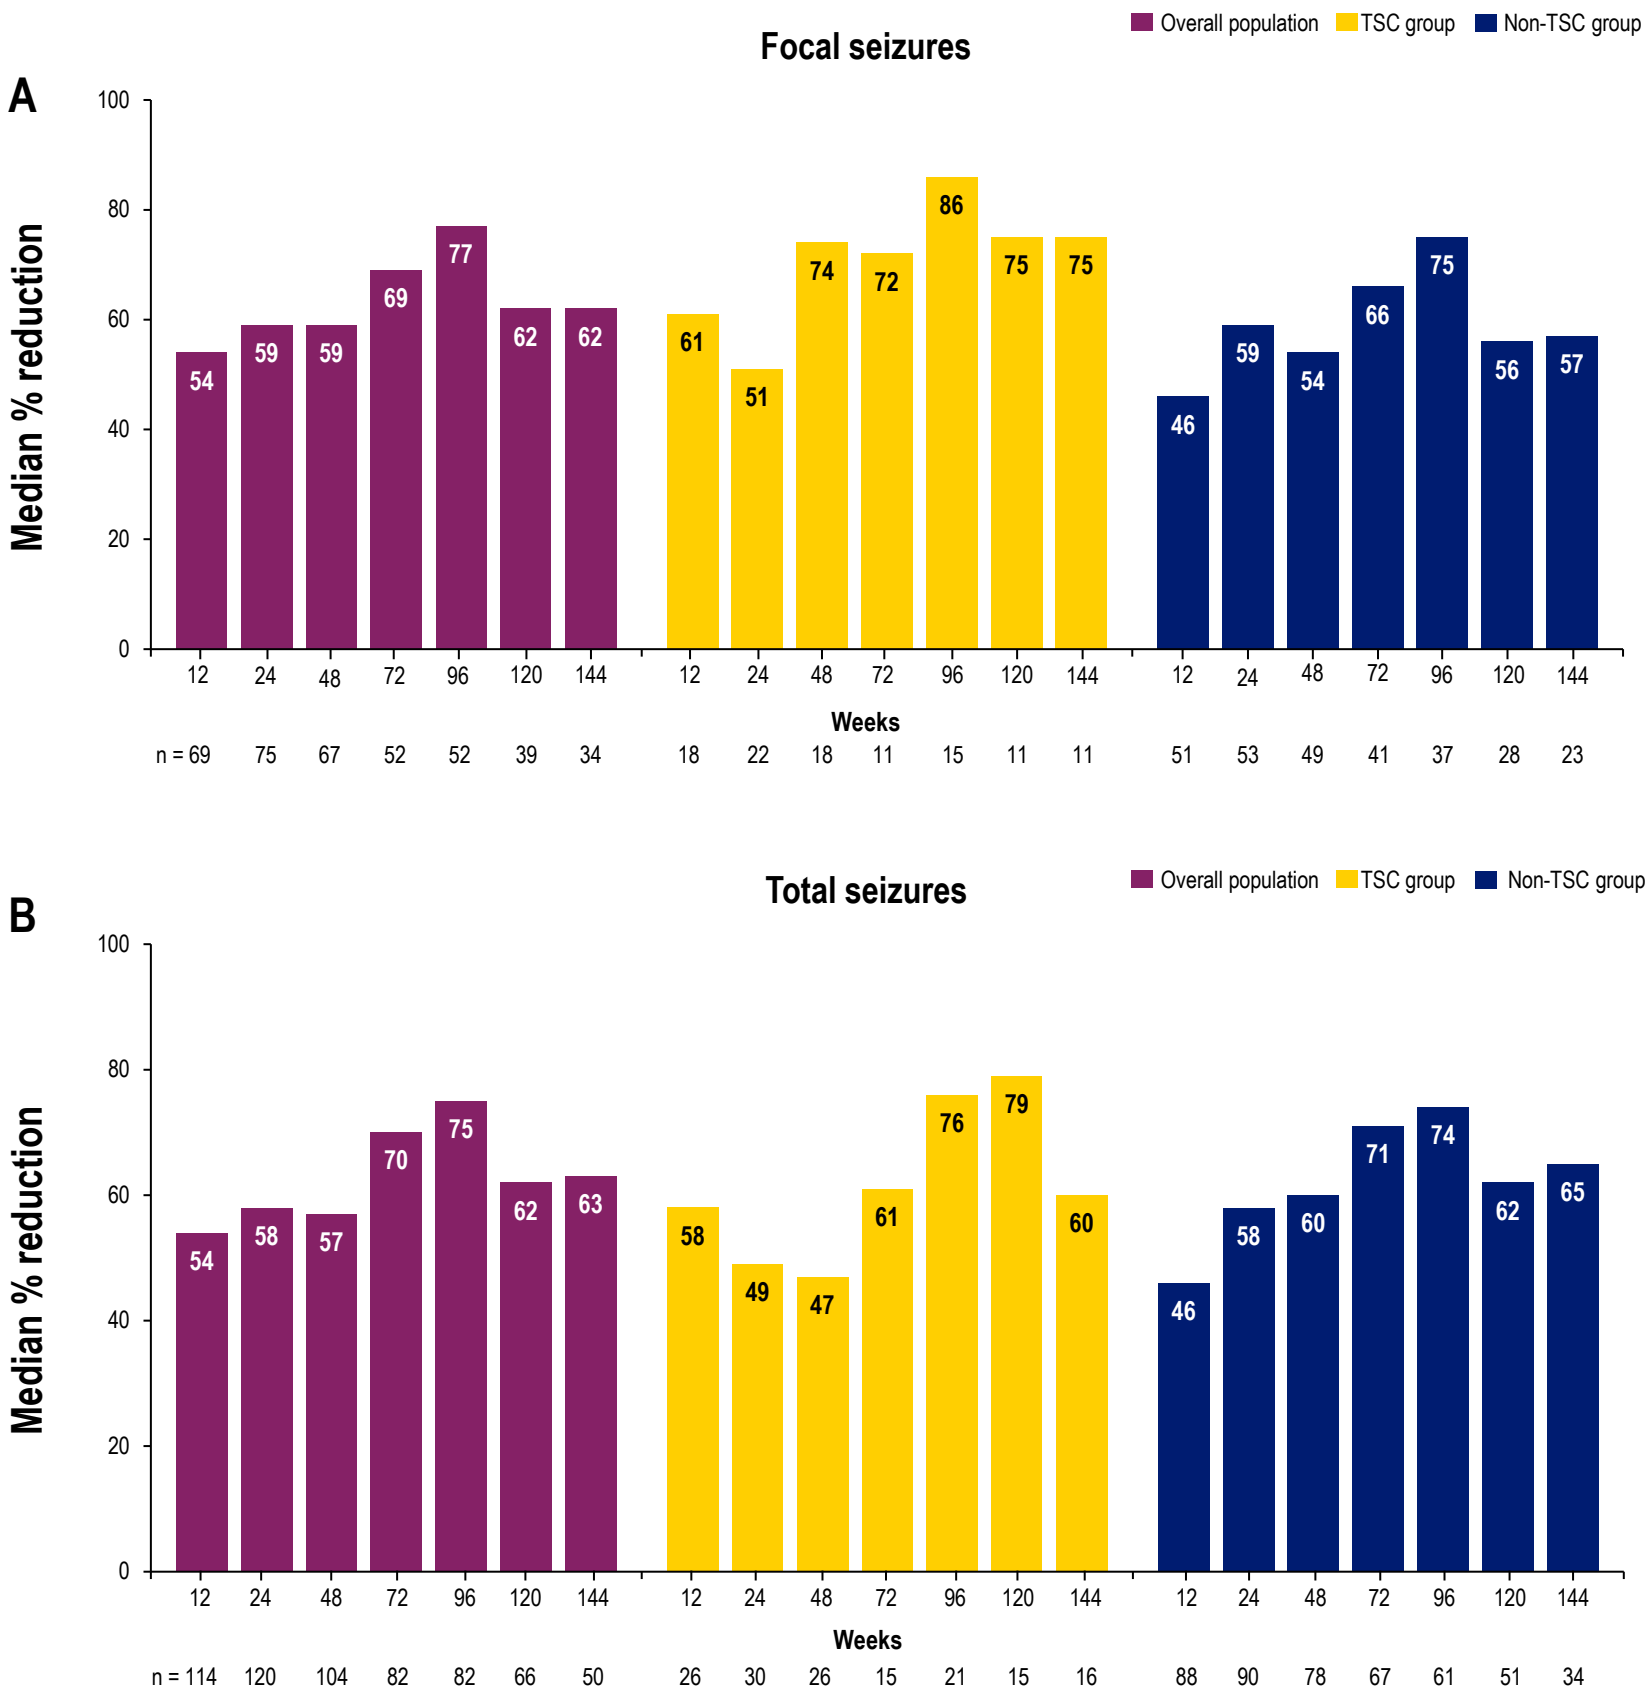 Overall population TSC group Non-TSC group
Focal seizures
A
Median % reduction
100
80
60
40
20
0
54 59 59 69 77 62 62 61 51 74 72 86 75 75 46 59 54 66 75 56 57
12 24 48 72 96 120 144 12 24 48 72 96 120 144 12 24 48 72 96 120 144
Weeks
n = 69 75 67 52 52 39 34 18 22 18 11 15 11 11 51 53 49 41 37 28 23
Overall population TSC group Non-TSC group
Total seizures
B
Median % reduction
100
80
60
40
20
0
54 58 57 70 75 62 63 58 49 47 61 76 79 60 46 58 60 71 74 62 65
12 24 48 72 96 120 144 12 24 48 72 96 120 144 12 24 48 72 96 120 144
Weeks
n = 114 120 104 82 82 66 50 26 30 26 15 21 15 16 88 90 78 67 61 51 34